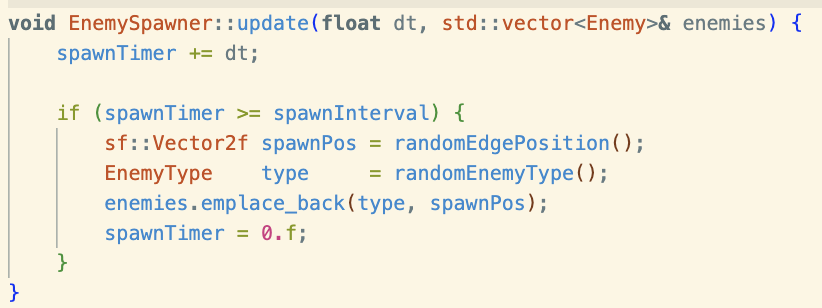 void EnemySpawner::update(float dt, std::vector<Enemy>& enemies) {
    spawnTimer += dt;

    if (spawnTimer >= spawnInterval) {
        sf::Vector2f spawnPos = randomEdgePosition();
        EnemyType    type     = randomEnemyType();
        enemies.emplace_back(type, spawnPos);
        spawnTimer = 0.f;
    }
}